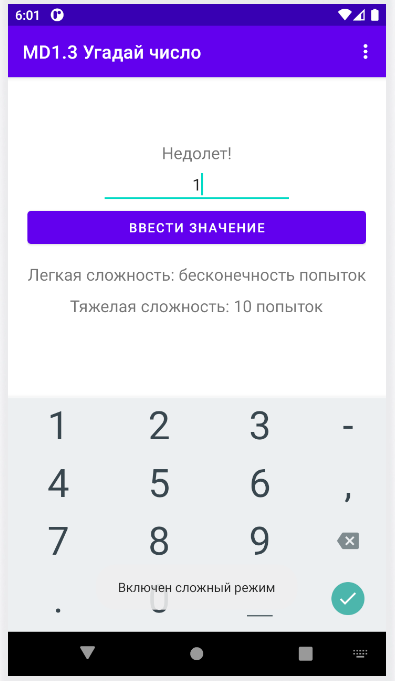 6:01
MD1.3 Угадай число
Недолет!
1
ВВЕСТИ ЗНАЧЕНИЕ
Легкая сложность: бесконечность попыток
Тяжелая сложность: 10 попыток
1 2 3 -
4 5 6 ,
7 8 9
. 0 _
Включен сложный режим